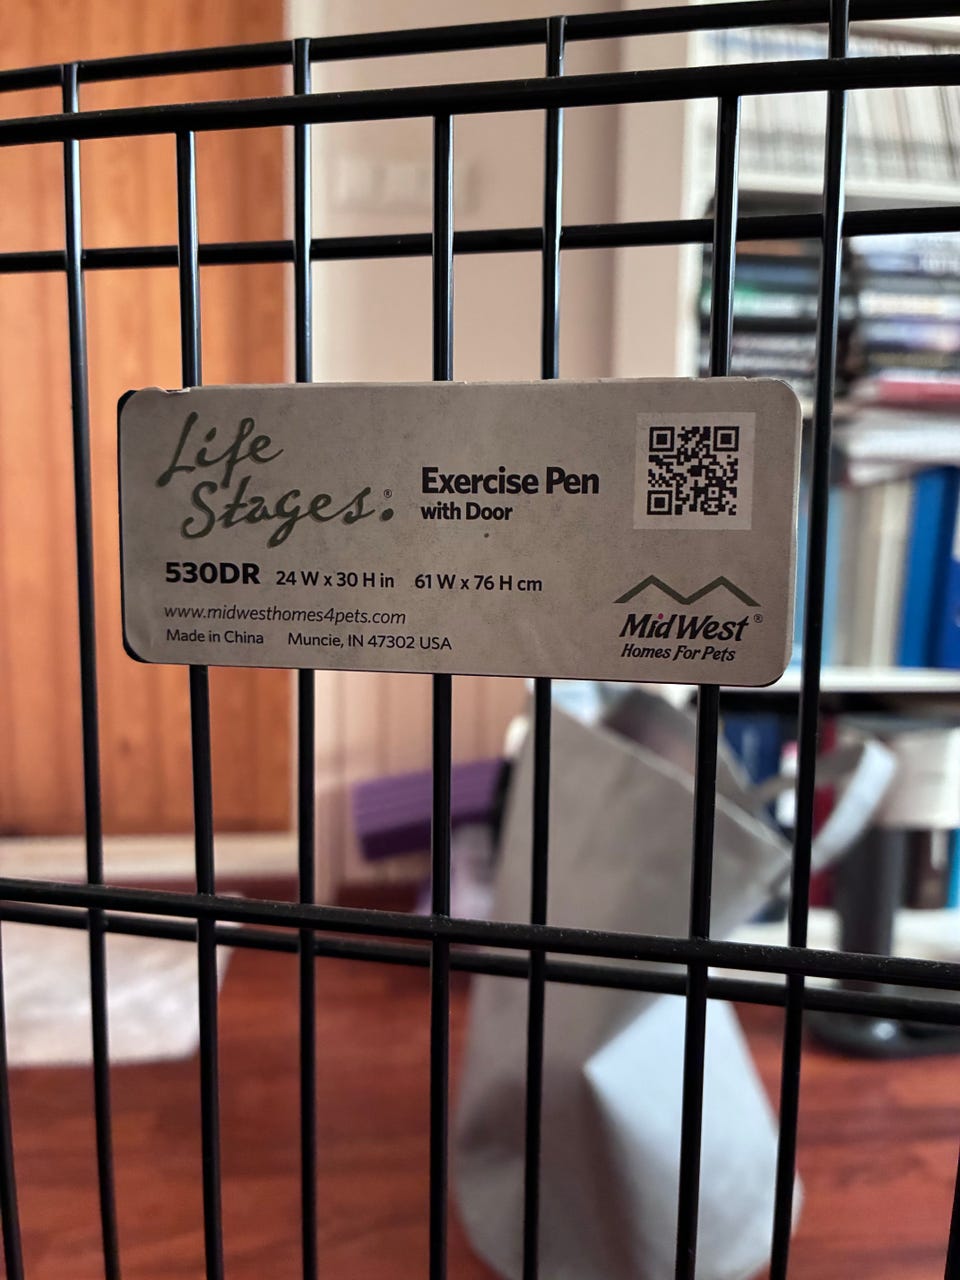 Life
Stages®
Exercise Pen
with Door
530DR 24 W x 30 H in 61 W x 76 H cm
www.midwesthomes4pets.com
Made in China Muncie, IN 47302 USA
MidWest®
Homes For Pets